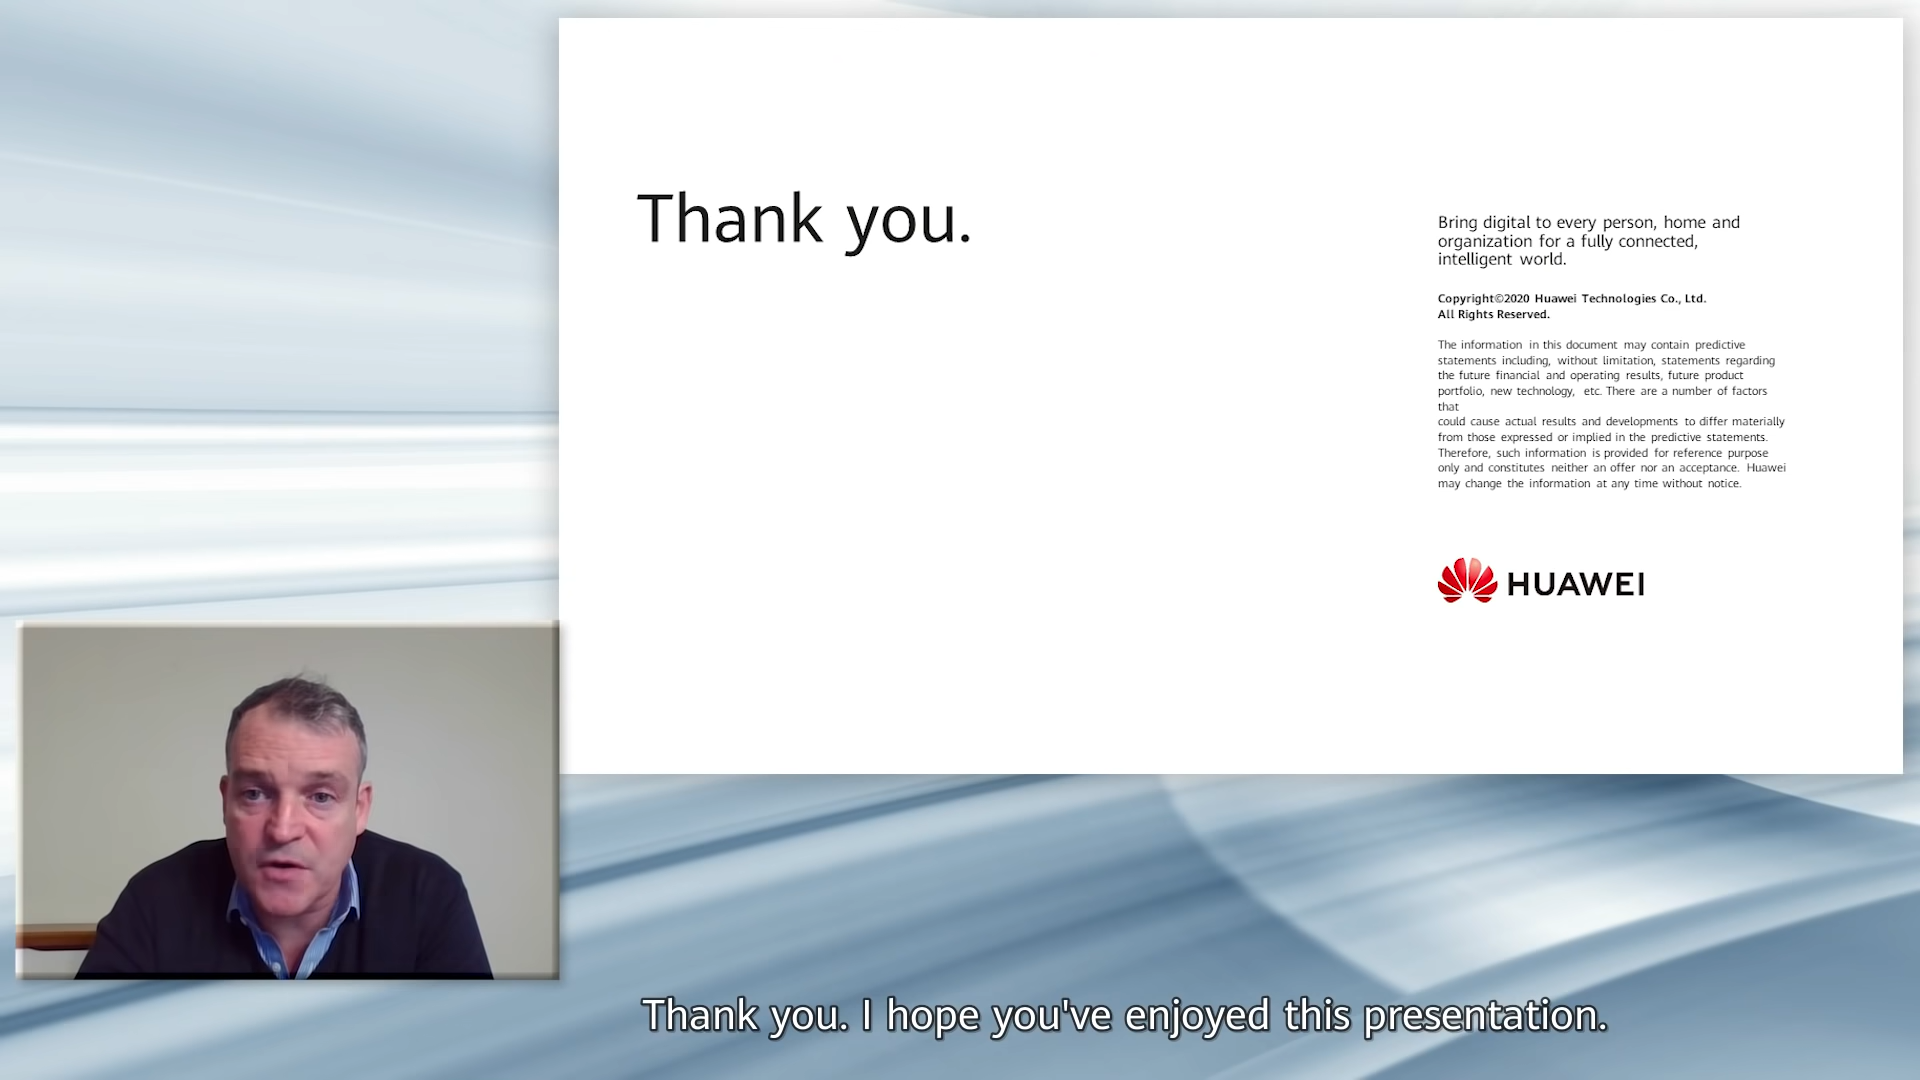 Thank you.
Bring digital to every person, home and
organization for a fully connected,
intelligent world.
Copyright©2020 Huawei Technologies Co., Ltd.
All Rights Reserved.
The information in this document may contain predictive
statements including, without limitation, statements regarding
the future financial and operating results, future product
portfolio, new technology, etc. There are a number of factors
that
could cause actual results and developments to differ materially
from those expressed or implied in the predictive statements.
Therefore, such information is provided for reference purpose
only and constitutes neither an offer nor an acceptance. Huawei
may change the information at any time without notice.
HUAWEI
Thank you. I hope you've enjoyed this presentation.